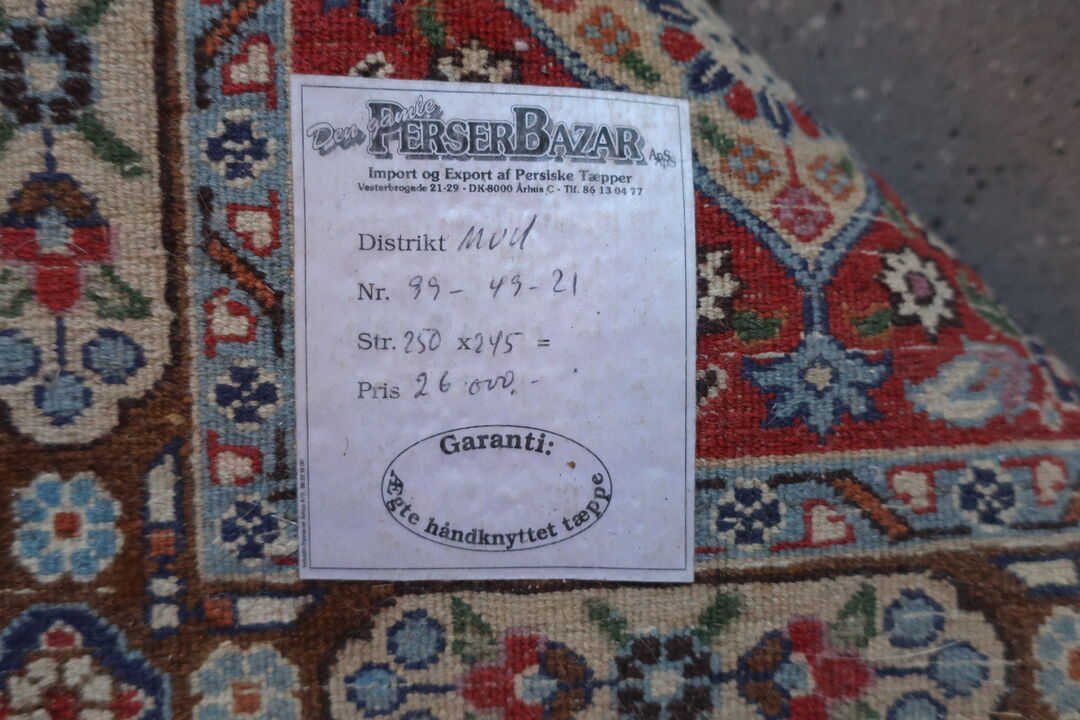 Den gamle PERSERBAZAR ApS
Import og Export af Persiske Tæpper
Vesterbrogade 21-29 - DK-8000 Århus C - Tlf. 86 13 04 77
Distrikt Mud
Nr. 99 - 49 - 21
Str. 250 x 245 =
Pris 26.000.-
Garanti:
Ægte håndknyttet tæppe